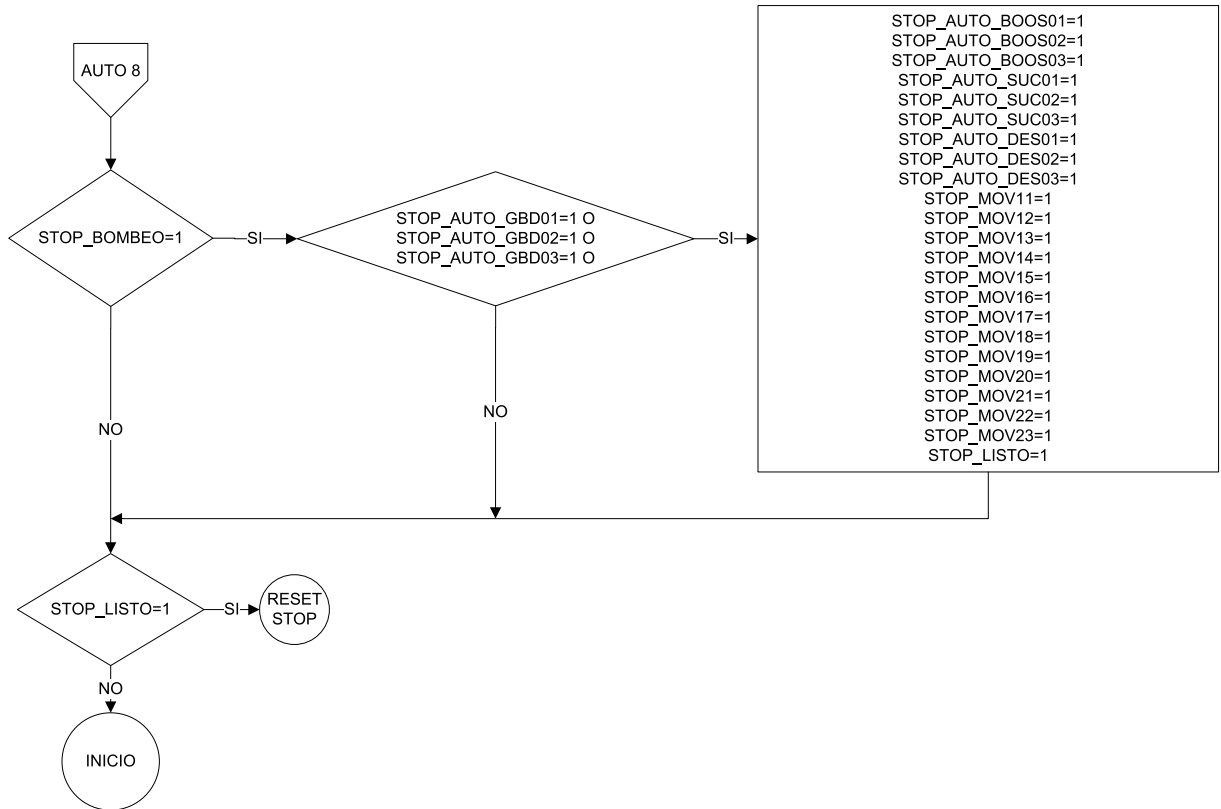 AUTO 8
STOP_BOMBEO=1
SI
STOP_AUTO_GBD01=1 O
STOP_AUTO_GBD02=1 O
STOP_AUTO_GBD03=1 O
SI
STOP_AUTO_BOOS01=1
STOP_AUTO_BOOS02=1
STOP_AUTO_BOOS03=1
STOP_AUTO_SUC01=1
STOP_AUTO_SUC02=1
STOP_AUTO_SUC03=1
STOP_AUTO_DES01=1
STOP_AUTO_DES02=1
STOP_AUTO_DES03=1
STOP_MOV11=1
STOP_MOV12=1
STOP_MOV13=1
STOP_MOV14=1
STOP_MOV15=1
STOP_MOV16=1
STOP_MOV17=1
STOP_MOV18=1
STOP_MOV19=1
STOP_MOV20=1
STOP_MOV21=1
STOP_MOV22=1
STOP_MOV23=1
STOP_LISTO=1
NO
NO
STOP_LISTO=1
SI
RESET
STOP
NO
INICIO